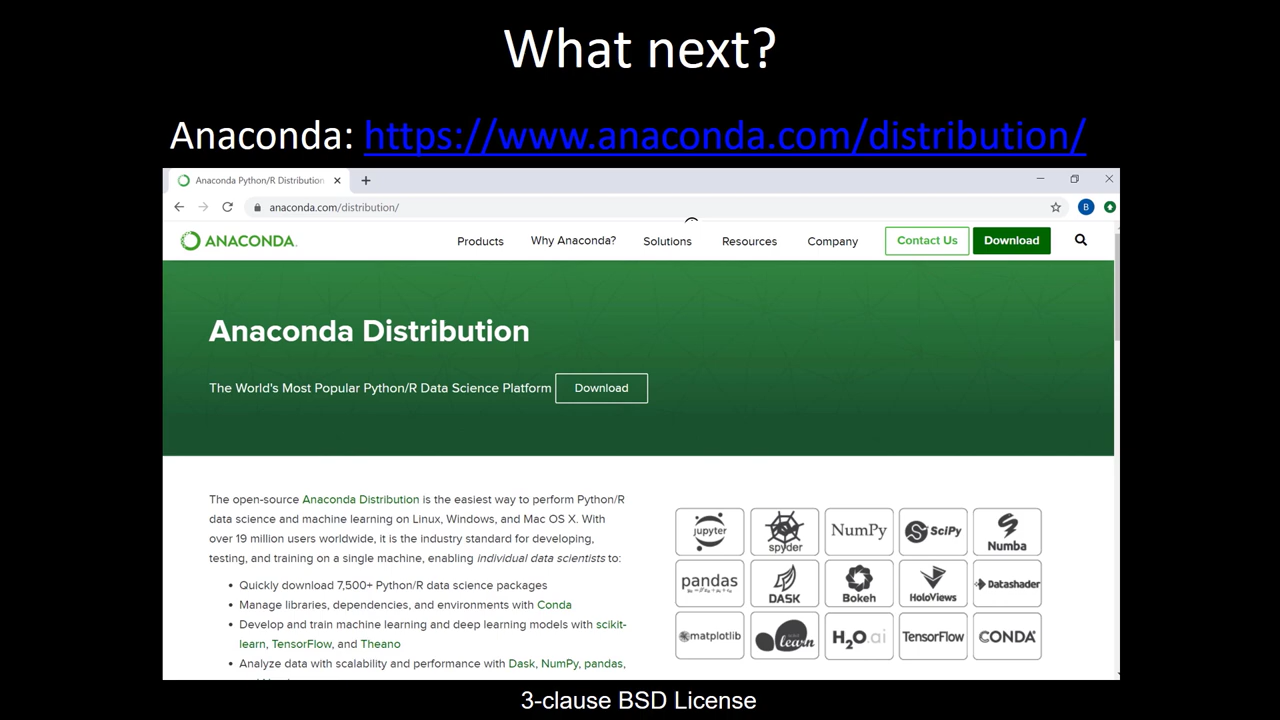 What next?
Anaconda: https://www.anaconda.com/distribution/
Anaconda Python/R Distribution
anaconda.com/distribution/
B
ANACONDA.
Products Why Anaconda? Solutions Resources Company Contact Us Download
Anaconda Distribution
The World's Most Popular Python/R Data Science Platform Download
The open-source Anaconda Distribution is the easiest way to perform Python/R
data science and machine learning on Linux, Windows, and Mac OS X. With
over 19 million users worldwide, it is the industry standard for developing,
testing, and training on a single machine, enabling individual data scientists to:
• Quickly download 7,500+ Python/R data science packages
• Manage libraries, dependencies, and environments with Conda
• Develop and train machine learning and deep learning models with scikit-
learn, TensorFlow, and Theano
• Analyze data with scalability and performance with Dask, NumPy, pandas,
jupyter spyder NumPy SciPy Numba
pandas DASK Bokeh HoloViews Datashader
matplotlib learn H2O.ai TensorFlow CONDA
3-clause BSD License